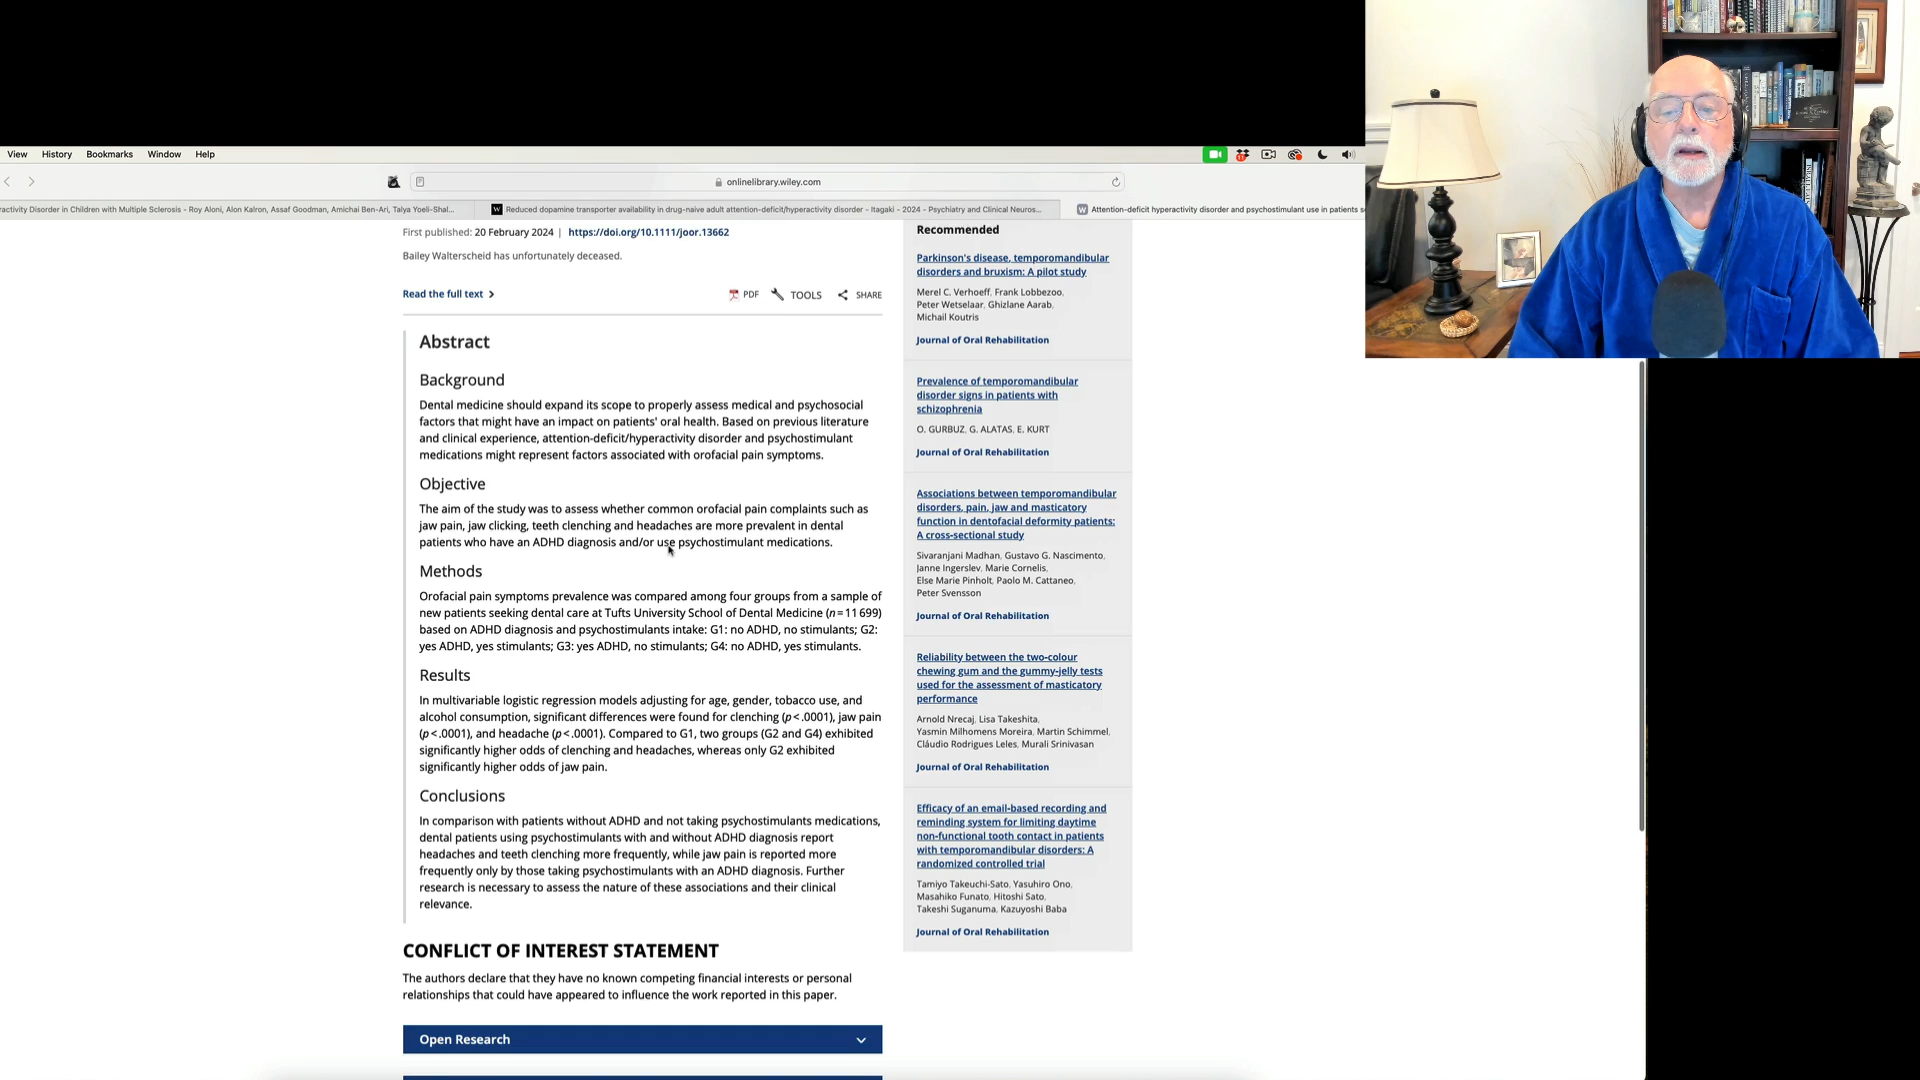 View History Bookmarks Window Help
onlinelibrary.wiley.com
ractivity Disorder in Children with Multiple Sclerosis - Roy Aloni, Alon Kalron, Assaf Goodman, Amichai Ben-Ari, Talya Yoeli-Shal...
W Reduced dopamine transporter availability in drug-naive adult attention-deficit/hyperactivity disorder - Itagaki - 2024 - Psychiatry and Clinical Neuros...
W Attention-deficit hyperactivity disorder and psychostimulant use in patients s
First published: 20 February 2024 | https://doi.org/10.1111/joor.13662
Bailey Walterscheid has unfortunately deceased.
Read the full text
PDF TOOLS SHARE
Abstract
Background
Dental medicine should expand its scope to properly assess medical and psychosocial
factors that might have an impact on patients' oral health. Based on previous literature
and clinical experience, attention-deficit/hyperactivity disorder and psychostimulant
medications might represent factors associated with orofacial pain symptoms.
Objective
The aim of the study was to assess whether common orofacial pain complaints such as
jaw pain, jaw clicking, teeth clenching and headaches are more prevalent in dental
patients who have an ADHD diagnosis and/or use psychostimulant medications.
Methods
Orofacial pain symptoms prevalence was compared among four groups from a sample of
new patients seeking dental care at Tufts University School of Dental Medicine (n = 11 699)
based on ADHD diagnosis and psychostimulants intake: G1: no ADHD, no stimulants; G2:
yes ADHD, yes stimulants; G3: yes ADHD, no stimulants; G4: no ADHD, yes stimulants.
Results
In multivariable logistic regression models adjusting for age, gender, tobacco use, and
alcohol consumption, significant differences were found for clenching (p < .0001), jaw pain
(p < .0001), and headache (p < .0001). Compared to G1, two groups (G2 and G4) exhibited
significantly higher odds of clenching and headaches, whereas only G2 exhibited
significantly higher odds of jaw pain.
Conclusions
In comparison with patients without ADHD and not taking psychostimulants medications,
dental patients using psychostimulants with and without ADHD diagnosis report
headaches and teeth clenching more frequently, while jaw pain is reported more
frequently only by those taking psychostimulants with an ADHD diagnosis. Further
research is necessary to assess the nature of these associations and their clinical
relevance.
CONFLICT OF INTEREST STATEMENT
The authors declare that they have no known competing financial interests or personal
relationships that could have appeared to influence the work reported in this paper.
Open Research
Recommended
Parkinson's disease, temporomandibular
disorders and bruxism: A pilot study
Merel C. Verhoeff, Frank Lobbezoo,
Peter Wetselaar, Ghizlane Aarab,
Michail Koutris
Journal of Oral Rehabilitation
Prevalence of temporomandibular
disorder signs in patients with
schizophrenia
O. GURBUZ, G. ALATAS, E. KURT
Journal of Oral Rehabilitation
Associations between temporomandibular
disorders, pain, jaw and masticatory
function in dentofacial deformity patients:
A cross-sectional study
Sivaranjani Madhan, Gustavo G. Nascimento,
Janne Ingerslev, Marie Cornelis,
Else Marie Pinholt, Paolo M. Cattaneo,
Peter Svensson
Journal of Oral Rehabilitation
Reliability between the two-colour
chewing gum and the gummy-jelly tests
used for the assessment of masticatory
performance
Arnold Nrecaj, Lisa Takeshita,
Yasmin Milhomens Moreira, Martin Schimmel,
Cláudio Rodrigues Leles, Murali Srinivasan
Journal of Oral Rehabilitation
Efficacy of an email-based recording and
reminding system for limiting daytime
non-functional tooth contact in patients
with temporomandibular disorders: A
randomized controlled trial
Tamiyo Takeuchi-Sato, Yasuhiro Ono,
Masahiko Funato, Hitoshi Sato,
Takeshi Suganuma, Kazuyoshi Baba
Journal of Oral Rehabilitation